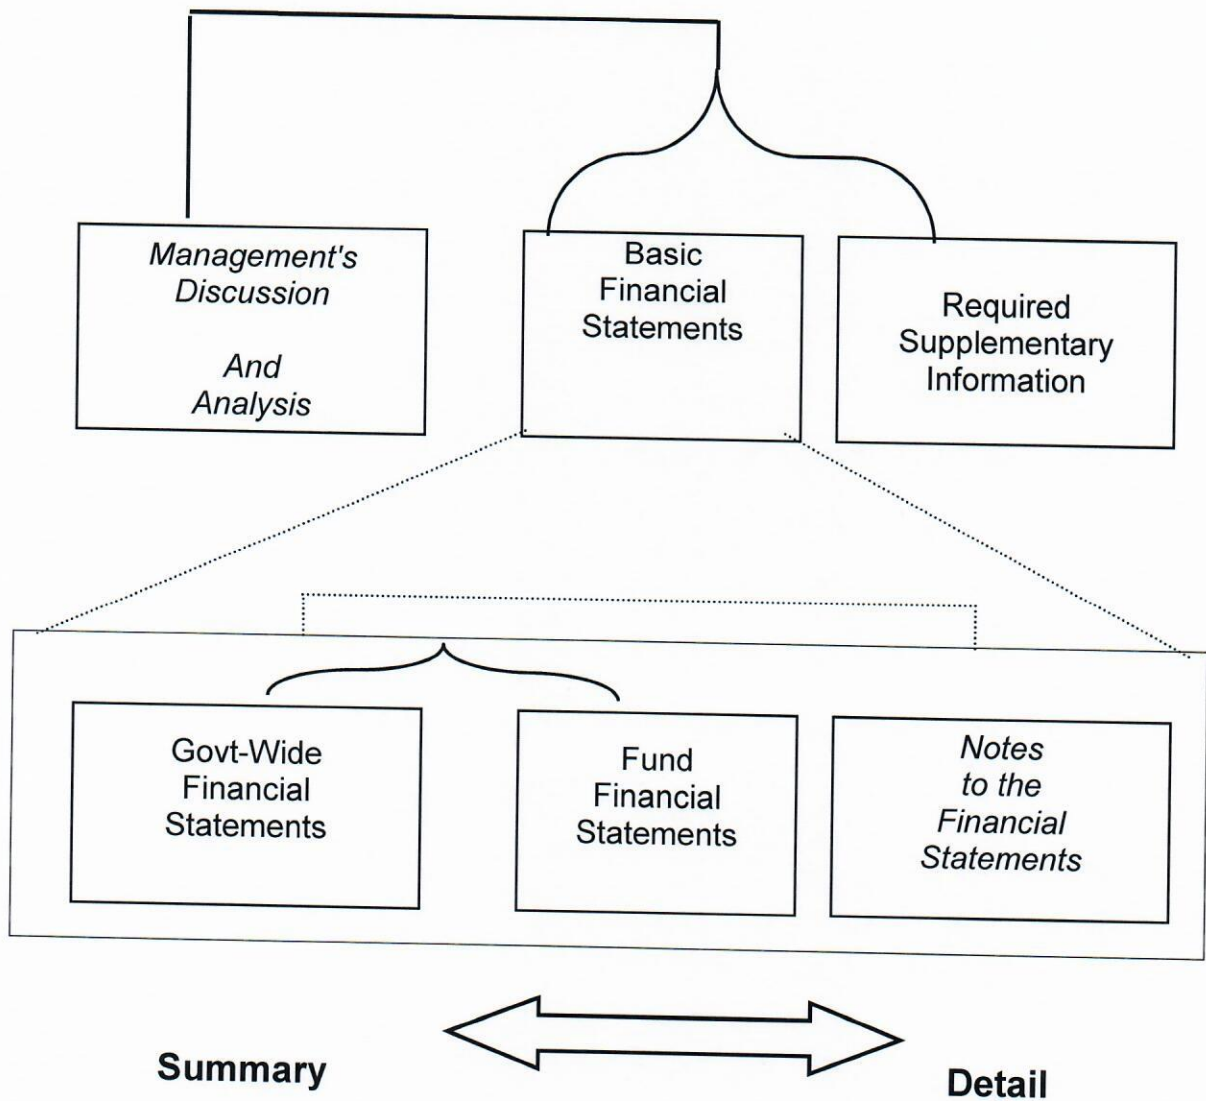 Management's
Discussion
And
Analysis
Basic
Financial
Statements
Required
Supplementary
Information
Govt-Wide
Financial
Statements
Fund
Financial
Statements
Notes
to the
Financial
Statements
Summary
Detail